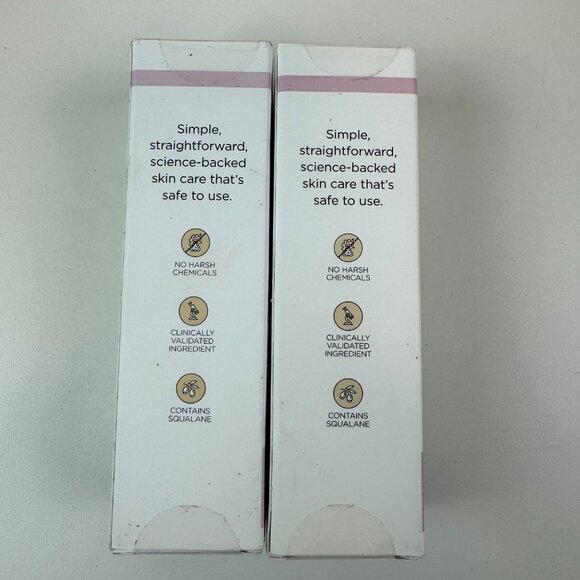 Simple,
straightforward,
science-backed
skin care that's
safe to use.
NO HARSH
CHEMICALS
CLINICALLY
VALIDATED
INGREDIENT
CONTAINS
SQUALANE
Simple,
straightforward,
science-backed
skin care that's
safe to use.
NO HARSH
CHEMICALS
CLINICALLY
VALIDATED
INGREDIENT
CONTAINS
SQUALANE